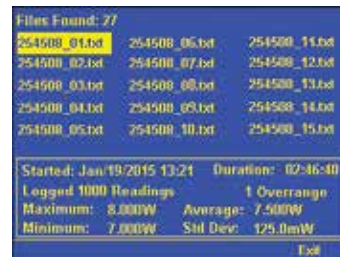 Files Found: 27
254508_01.txt 254508_06.txt 254508_11.txt
254508_02.txt 254508_07.txt 254508_12.txt
254508_03.txt 254508_08.txt 254508_13.txt
254508_04.txt 254508_09.txt 254508_14.txt
254508_05.txt 254508_10.txt 254508_15.txt
Started: Jan/19/2015 13:21 Duration: 02:46:40
Logged 1000 Readings 1 Overrange
Maximum: 8.000W Average: 7.500W
Minimum: 7.000W Std Dev: 125.0mW
Exit